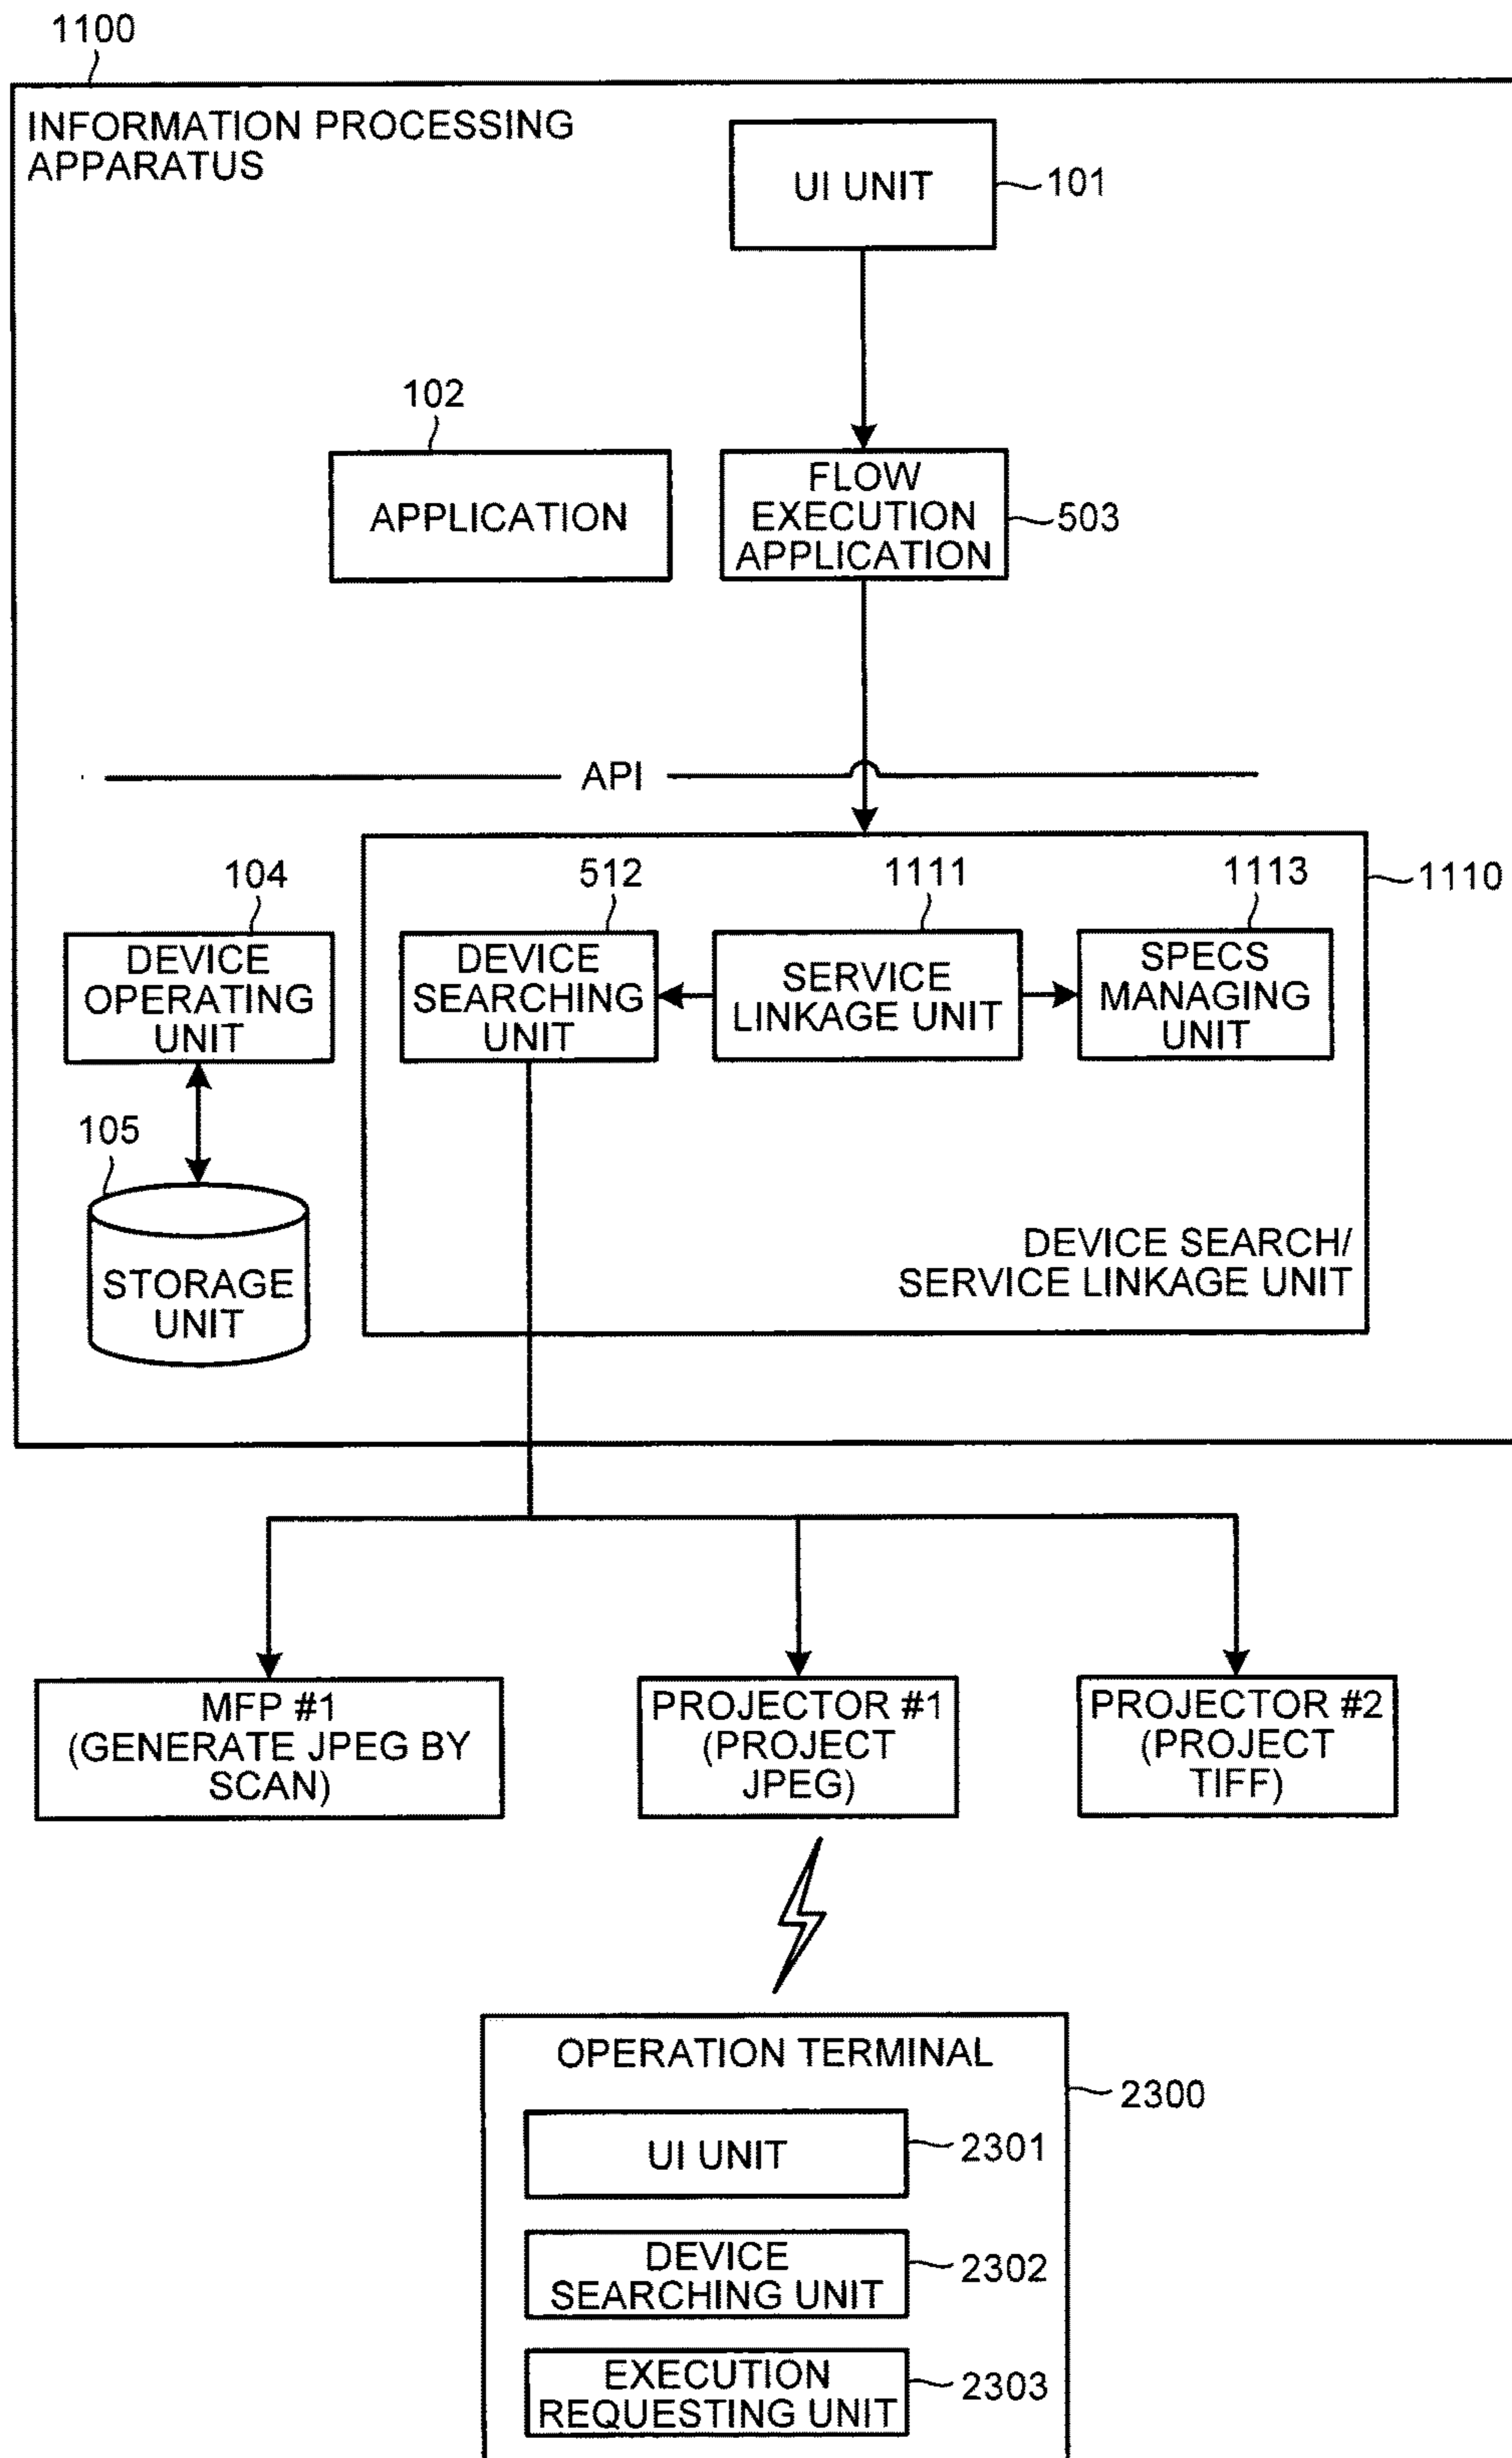 1100
INFORMATION PROCESSING
APPARATUS
UI UNIT
101
102
APPLICATION
FLOW
EXECUTION
APPLICATION
503
API
104
512
1111
1113
1110
DEVICE
OPERATING
UNIT
DEVICE
SEARCHING
UNIT
SERVICE
LINKAGE UNIT
SPECS
MANAGING
UNIT
105
STORAGE
UNIT
DEVICE SEARCH/
SERVICE LINKAGE UNIT
MFP #1
(GENERATE JPEG BY
SCAN)
PROJECTOR #1
(PROJECT
JPEG)
PROJECTOR #2
(PROJECT
TIFF)
OPERATION TERMINAL
2300
UI UNIT
2301
DEVICE
SEARCHING UNIT
2302
EXECUTION
REQUESTING UNIT
2303